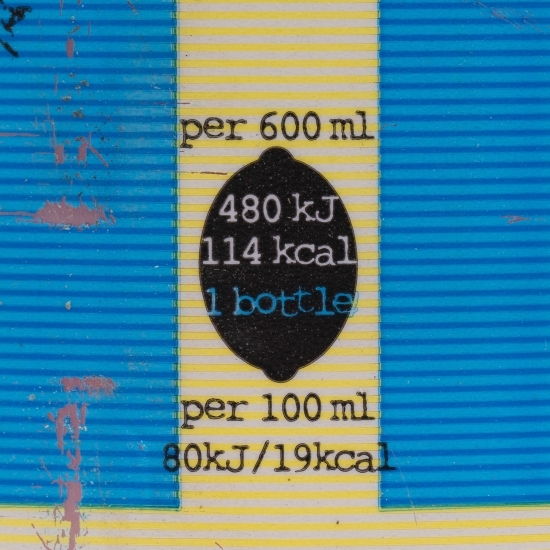 per 600 ml
480 kJ
114 kcal
1 bottle
per 100 ml
80kJ/19kcal